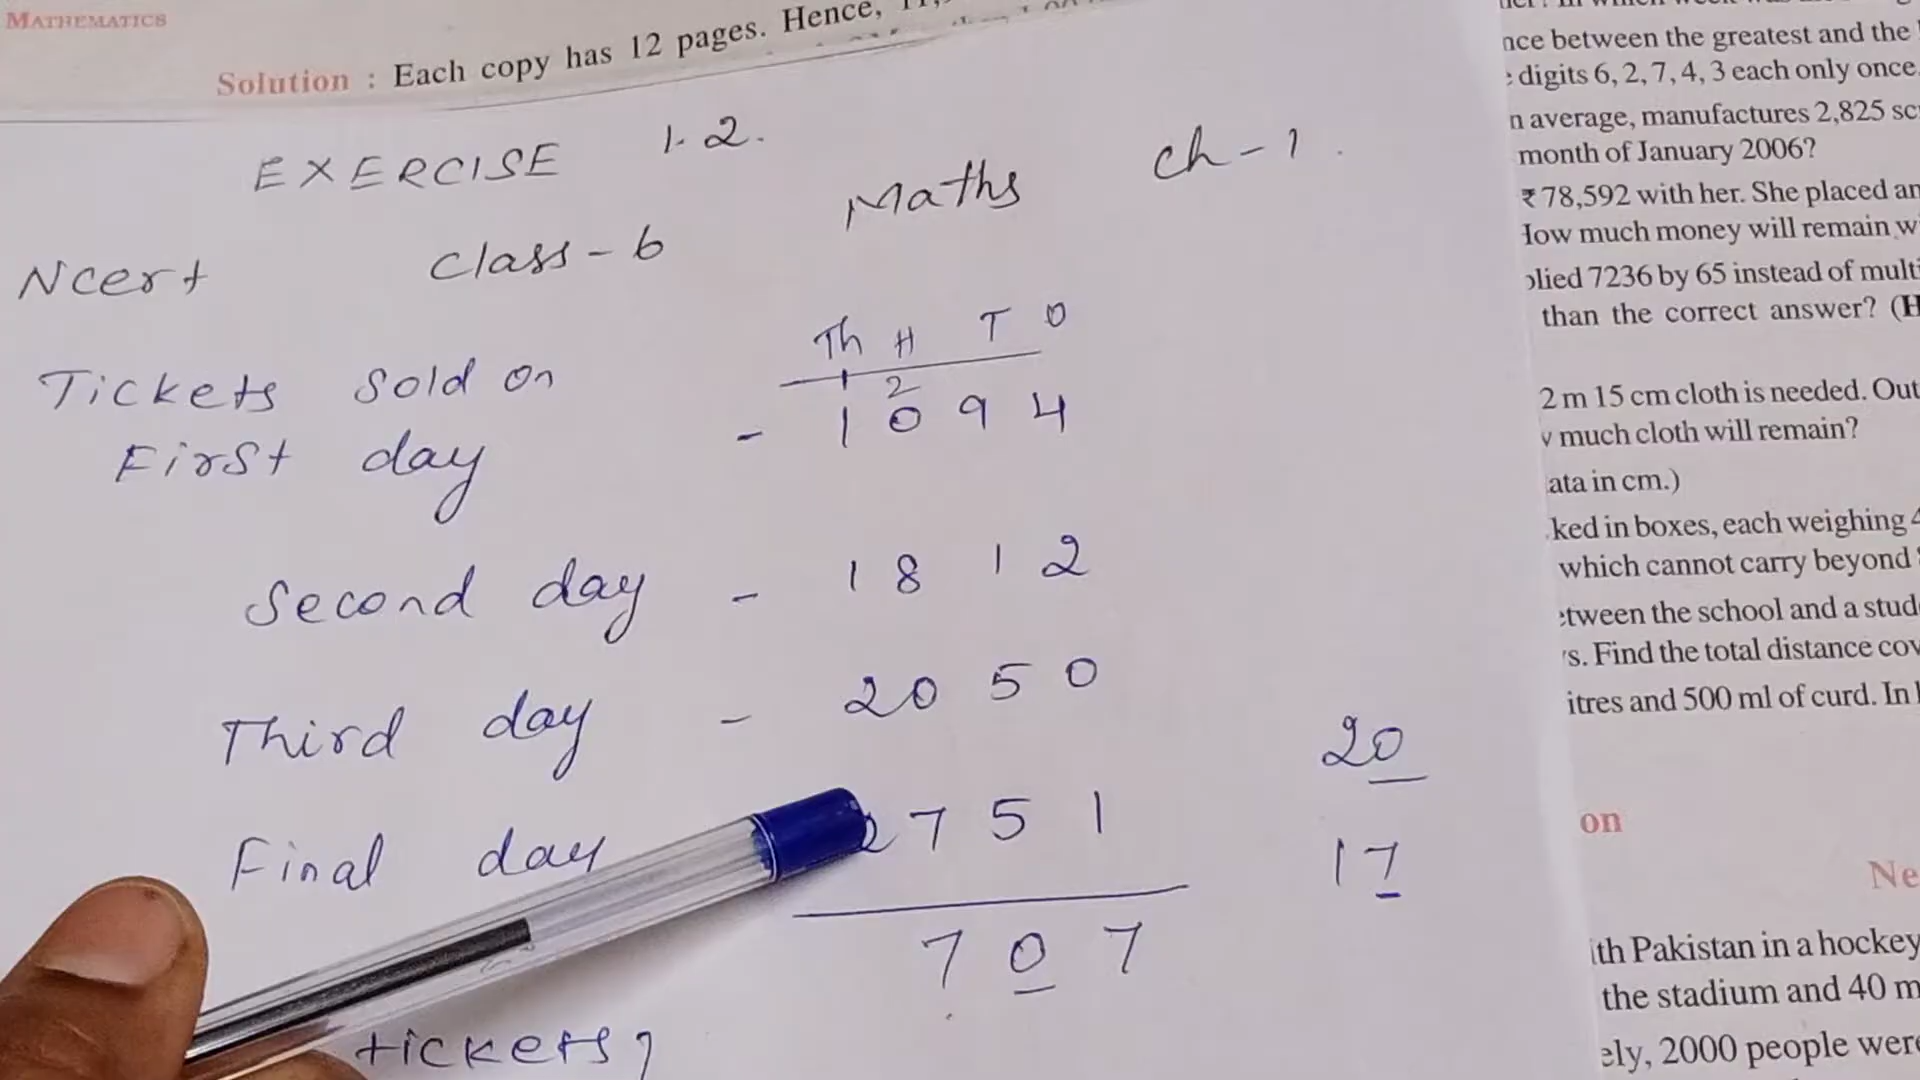 MATHEMATICS
Solution : Each copy has 12 pages. Hence,
EXERCISE 1.2.
Maths Ch-1.
Ncert Class-6
Th H T O
1 2
Tickets Sold on
First day - 1094
Second day - 1812
Third day - 2050
Final day 2751
707
20
17
tickets,
nce between the greatest and the
digits 6, 2, 7, 4, 3 each only once.
n average, manufactures 2,825
month of January 2006?
₹ 78,592 with her. She placed an
ow much money will remain
plied 7236 by 65 instead of multi
than the correct answer? (H
2 m 15 cm cloth is needed. Out
much cloth will remain?
ata in cm.)
ked in boxes, each weighing 4
which cannot carry beyond
etween the school and a stud
s. Find the total distance cov
itres and 500 ml of curd. In
on
Ne
ith Pakistan in a hockey
the stadium and 40 m
ely, 2000 people were